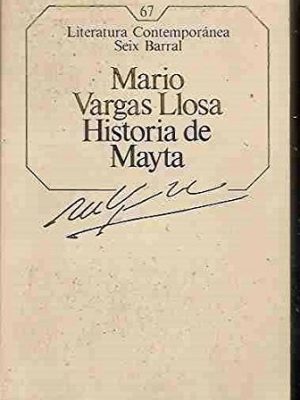 67
Literatura Contemporánea
Seix Barral
Mario
Vargas Llosa
Historia de
Mayta